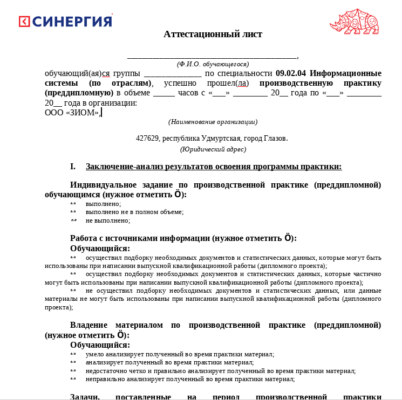 СИНЕРГИЯ
Аттестационный лист
________________________________________,
(Ф.И.О. обучающегося)
обучающий(ая)ся группы ______________ по специальности 09.02.04 Информационные
системы (по отраслям), успешно прошел(ла) производственную практику
(преддипломную) в объеме _____ часов с «___» ________ 20__ года по «___» ________
20__ года в организации:
ООО «ЗИОМ»,
(Наименование организации)
427629, республика Удмуртская, город Глазов.
(Юридический адрес)
I. Заключение-анализ результатов освоения программы практики:
Индивидуальное задание по производственной практике (преддипломной)
обучающимся (нужное отметить Ö):
** выполнено;
** выполнено не в полном объеме;
** не выполнено;
Работа с источниками информации (нужное отметить Ö):
Обучающийся:
** осуществил подборку необходимых документов и статистических данных, которые могут быть
использованы при написании выпускной квалификационной работы (дипломного проекта);
** осуществил подборку необходимых документов и статистических данных, которые частично
могут быть использованы при написании выпускной квалификационной работы (дипломного проекта);
** не осуществил подборку необходимых документов и статистических данных, или данные
материалы не могут быть использованы при написании выпускной квалификационной работы (дипломного
проекта);
Владение материалом по производственной практике (преддипломной)
(нужное отметить Ö):
Обучающийся:
** умело анализирует полученный во время практики материал;
** анализирует полученный во время практики материал;
** недостаточно четко и правильно анализирует полученный во время практики материал;
** неправильно анализирует полученный во время практики материал;
Задачи, поставленные на период производственной практики